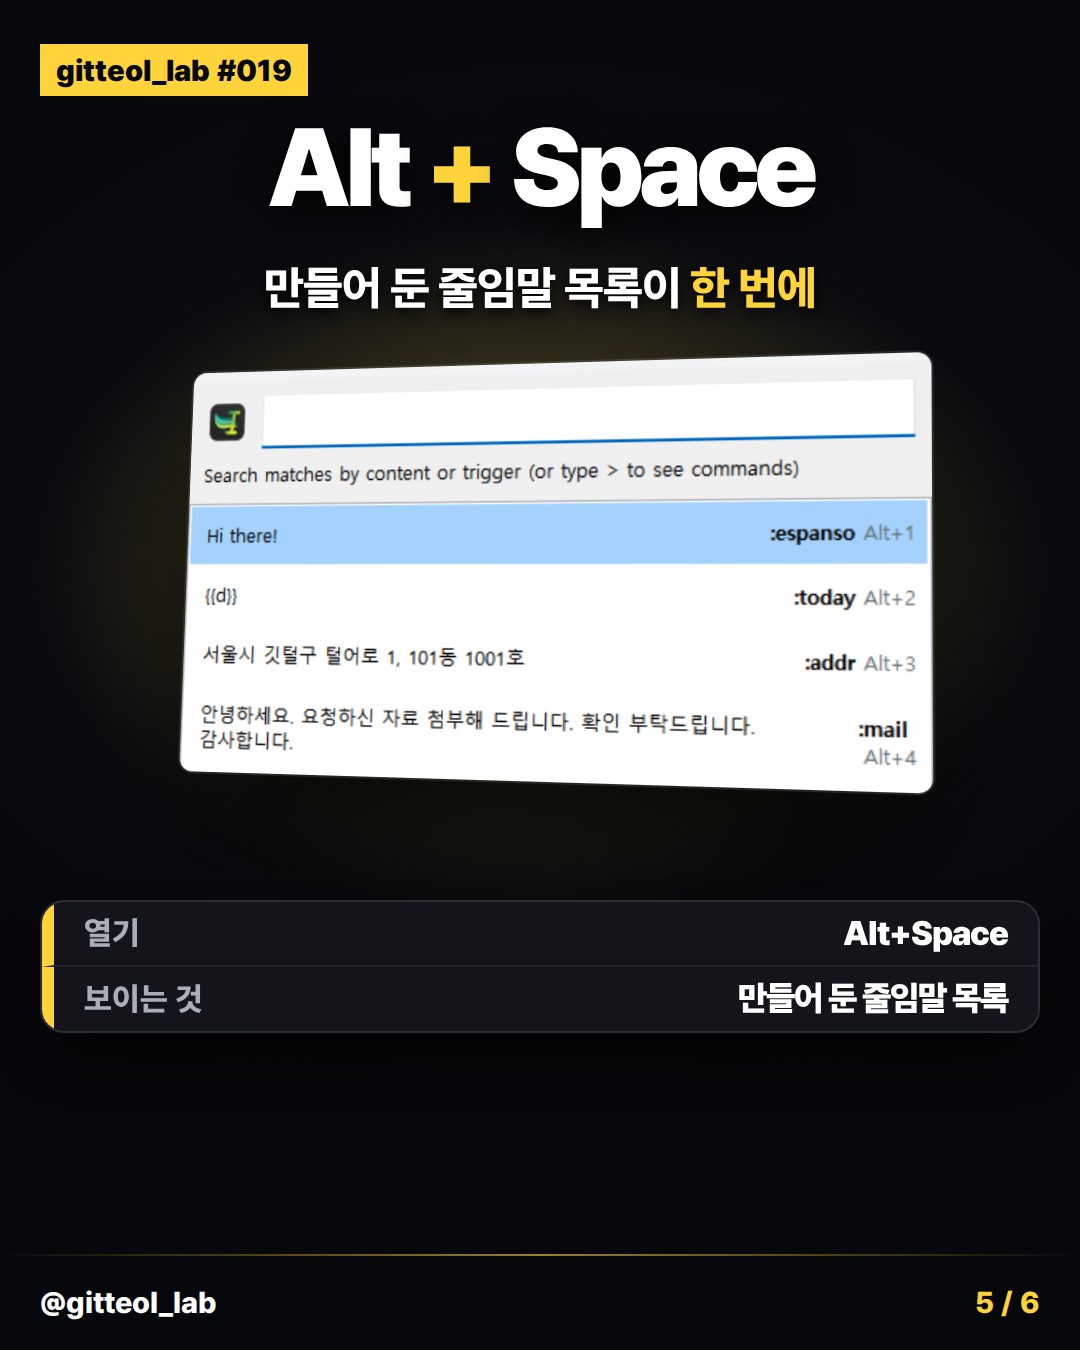 gitteol_lab #019
Alt + Space
만들어 둔 줄임말 목록이 한 번에
Search matches by content or trigger (or type > to see commands)
Hi there! :espanso Alt+1
{{d}} :today Alt+2
서울시 깃털구 털어로 1, 101동 1001호 :addr Alt+3
안녕하세요. 요청하신 자료 첨부해 드립니다. 확인 부탁드립니다. :mail
감사합니다. Alt+4
열기 Alt+Space
보이는 것 만들어 둔 줄임말 목록
@gitteol_lab 5 / 6